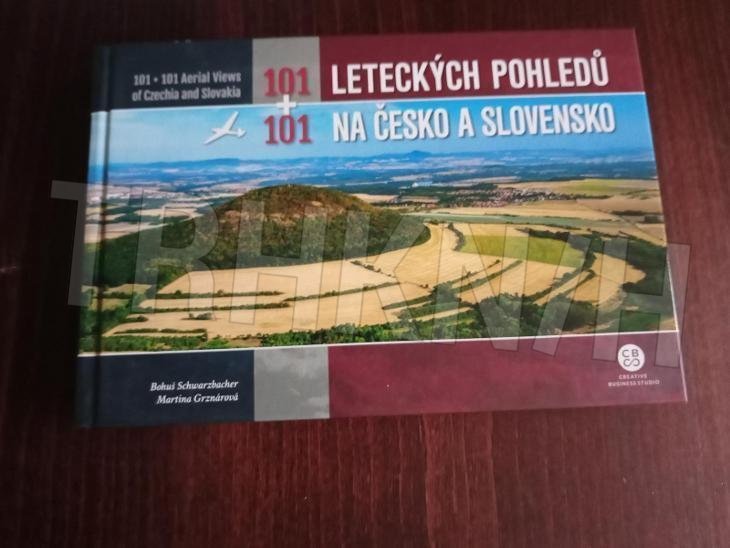 101 + 101 Aerial Views
of Czechia and Slovakia
101
+
101
LETECKÝCH POHLEDŮ
NA ČESKO A SLOVENSKO
Bohuš Schwarzbacher
Martina Grznárová
CBS
CREATIVE
BUSINESS STUDIO
TRHKNIH